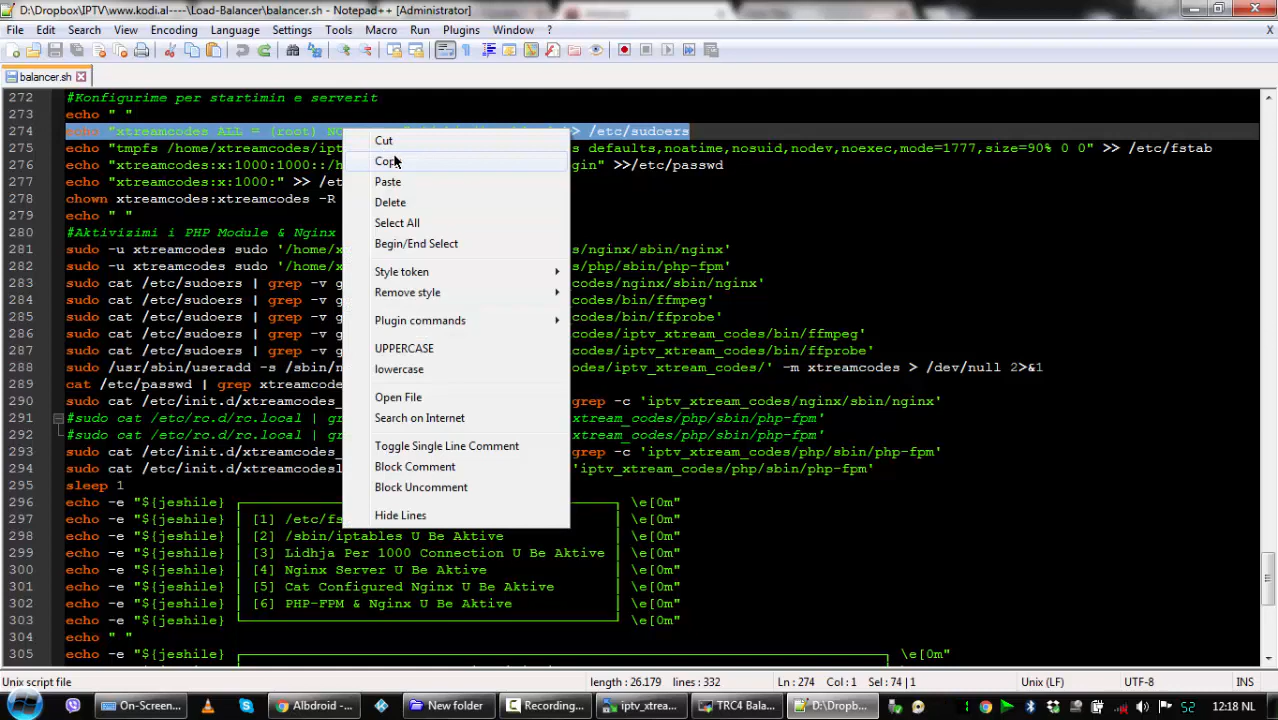 D:\Dropbox\IPTV\www.kodi.al----\Load-Balancer\balancer.sh - Notepad++ [Administrator]
File Edit Search View Encoding Language Settings Tools Macro Run Plugins Window ? X
balancer.sh
272 #Konfigurime per startimin e serverit
273 echo " "
274 echo "xtreamcodes ALL = (root) >> /etc/sudoers
275 echo "tmpfs /home/xtreamcodes/ipt s defaults,noatime,nosuid,nodev,noexec,mode=1777,size=90% 0 0" >> /etc/fstab
276 echo "xtreamcodes:x:1000:1000::/h gin" >>/etc/passwd
277 echo "xtreamcodes:x:1000:" >> /et
278 chown xtreamcodes:xtreamcodes -R
279 echo " "
280 #Aktivizimi i PHP Module & Nginx
281 sudo -u xtreamcodes sudo '/home/x s/nginx/sbin/nginx'
282 sudo -u xtreamcodes sudo '/home/x s/php/sbin/php-fpm'
283 sudo cat /etc/sudoers | grep -v g codes/nginx/sbin/nginx'
284 sudo cat /etc/sudoers | grep -v g codes/bin/ffmpeg'
285 sudo cat /etc/sudoers | grep -v g codes/bin/ffprobe'
286 sudo cat /etc/sudoers | grep -v g codes/iptv_xtream_codes/bin/ffmpeg'
287 sudo cat /etc/sudoers | grep -v g codes/iptv_xtream_codes/bin/ffprobe'
288 sudo /usr/sbin/useradd -s /sbin/n codes/iptv_xtream_codes/' -m xtreamcodes > /dev/null 2>&1
289 cat /etc/passwd | grep xtreamcode
290 sudo cat /etc/init.d/xtreamcodes_ grep -c 'iptv_xtream_codes/nginx/sbin/nginx'
291 #sudo cat /etc/rc.d/rc.local | gr xtream_codes/php/sbin/php-fpm'
292 #sudo cat /etc/rc.d/rc.local | gr xtream_codes/php/sbin/php-fpm'
293 sudo cat /etc/init.d/xtreamcodes_ grep -c 'iptv_xtream_codes/php/sbin/php-fpm'
294 sudo cat /etc/init.d/xtreamcodesl 'iptv_xtream_codes/php/sbin/php-fpm'
295 sleep 1
296 echo -e "${jeshile} \e[0m"
297 echo -e "${jeshile} [1] /etc/fs \e[0m"
298 echo -e "${jeshile} [2] /sbin/iptables U Be Aktive \e[0m"
299 echo -e "${jeshile} [3] Lidhja Per 1000 Connection U Be Aktive \e[0m"
300 echo -e "${jeshile} [4] Nginx Server U Be Aktive \e[0m"
301 echo -e "${jeshile} [5] Cat Configured Nginx U Be Aktive \e[0m"
302 echo -e "${jeshile} [6] PHP-FPM & Nginx U Be Aktive \e[0m"
303 echo -e "${jeshile} \e[0m"
304 echo " "
305 echo -e "${jeshile} \e[0m"
Cut
Copy
Paste
Delete
Select All
Begin/End Select
Style token
Remove style
Plugin commands
UPPERCASE
lowercase
Open File
Search on Internet
Toggle Single Line Comment
Block Comment
Block Uncomment
Hide Lines
Unix script file length : 26.179 lines : 332 Ln : 274 Col : 1 Sel : 74 | 1 Unix (LF) UTF-8 INS
On-Screen... Albdroid - ... New folder Recording... iptv_xtrea... TRC4 Bala... D:\Dropb... 12:18 NL